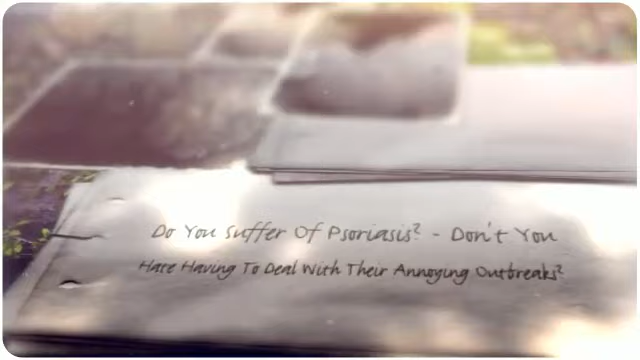 Do You Suffer Of Psoriasis? - Don't You
Hate Having To Deal With Their Annoying Outbreaks?